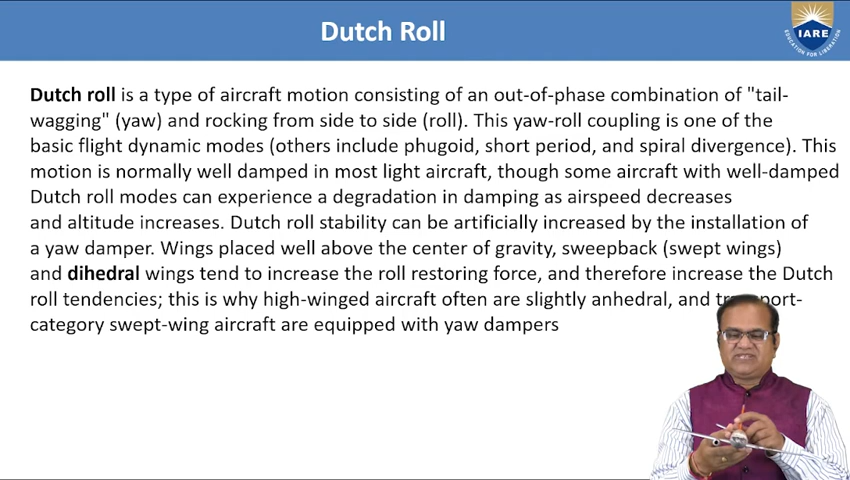 Dutch Roll
IARE
EDUCATION FOR LIBERATION
Dutch roll is a type of aircraft motion consisting of an out-of-phase combination of "tail-
wagging" (yaw) and rocking from side to side (roll). This yaw-roll coupling is one of the
basic flight dynamic modes (others include phugoid, short period, and spiral divergence). This
motion is normally well damped in most light aircraft, though some aircraft with well-damped
Dutch roll modes can experience a degradation in damping as airspeed decreases
and altitude increases. Dutch roll stability can be artificially increased by the installation of
a yaw damper. Wings placed well above the center of gravity, sweepback (swept wings)
and dihedral wings tend to increase the roll restoring force, and therefore increase the Dutch
roll tendencies; this is why high-winged aircraft often are slightly anhedral, and transport-
category swept-wing aircraft are equipped with yaw dampers